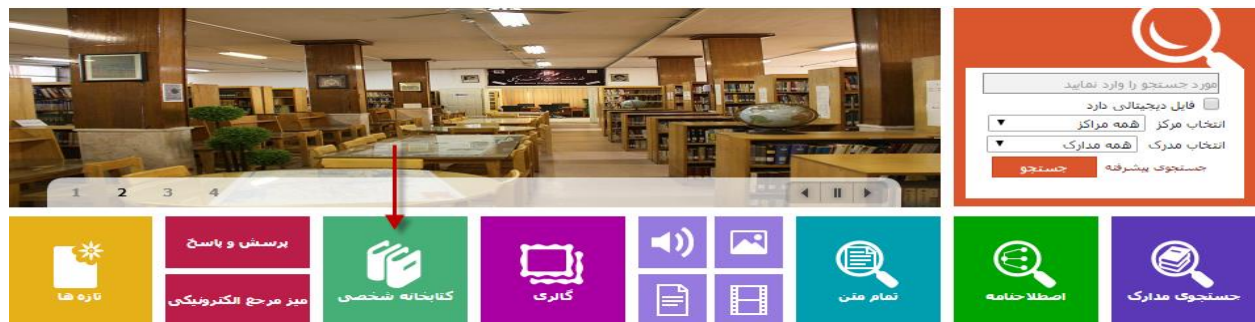 مورد جستجو را وارد نمایید
فایل دیجیتالی دارد
انتخاب مرکز همه مراکز
انتخاب مدرک همه مدارک
جستجوی پیشرفته جستجو
1 2 3 4
جستجوی مدارک
اصطلاحنامه
تمام متن
گالری
کتابخانه شخصی
پرسش و پاسخ
میز مرجع الکترونیکی
تازه ها